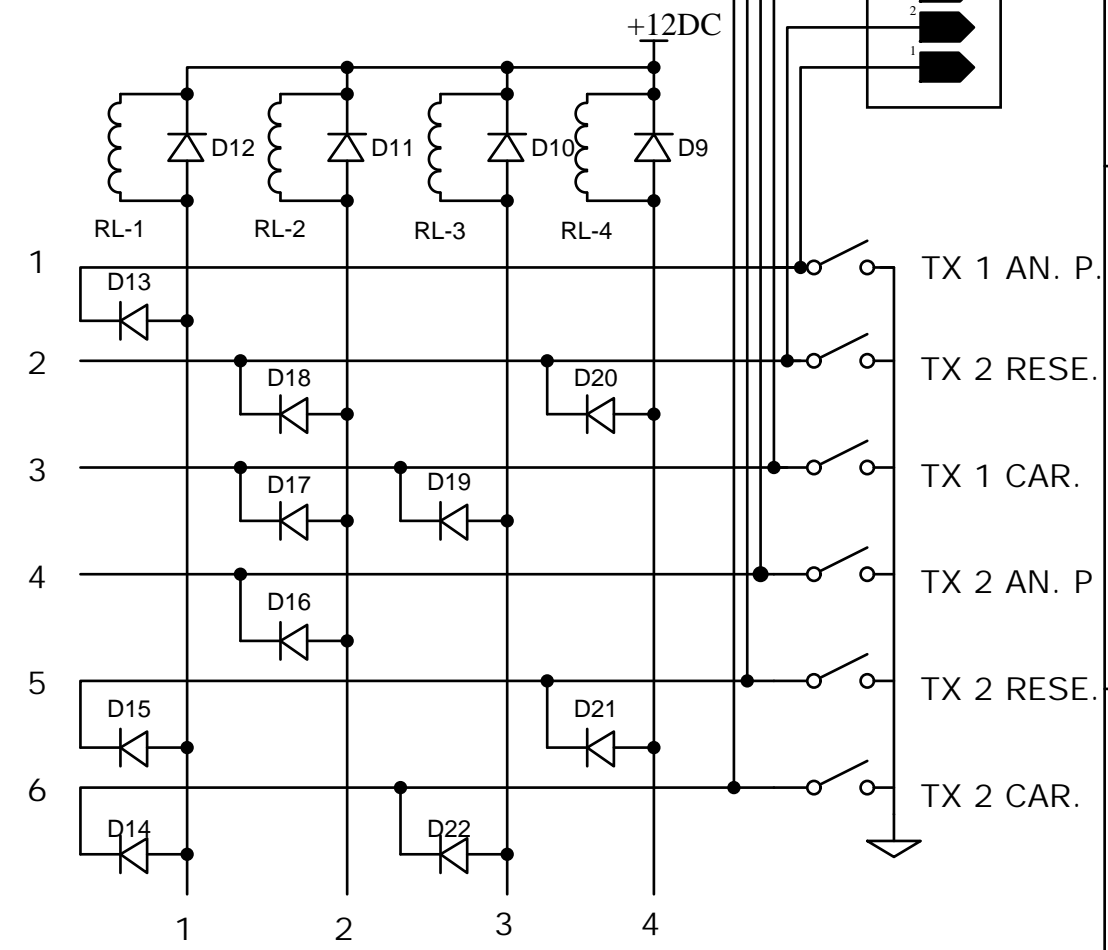 2
+12DC
1
D12
D11
D10
D9
RL-1
RL-2
RL-3
RL-4
1
TX 1 AN. P.
D13
2
TX 2 RESE.
D18
D20
3
TX 1 CAR.
D17
D19
4
TX 2 AN. P
D16
5
TX 2 RESE.
D15
D21
6
TX 2 CAR.
D14
D22
1
2
3
4